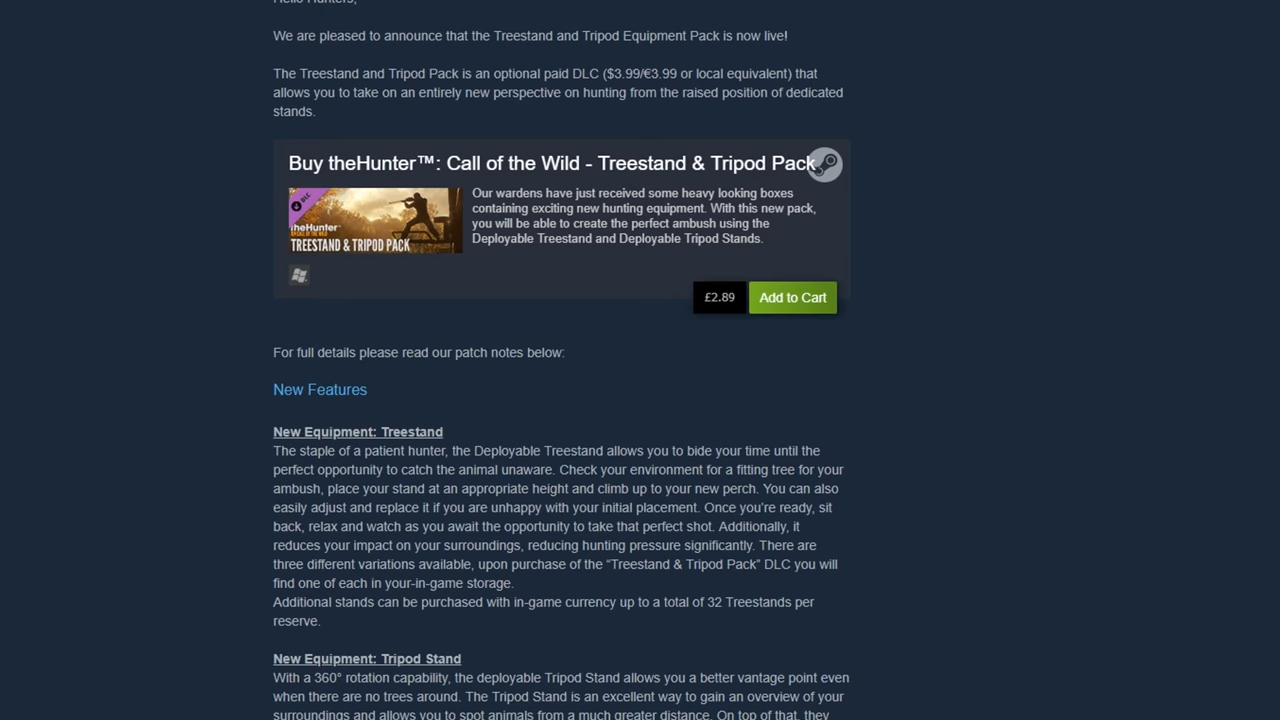 Hello Hunters,
We are pleased to announce that the Treestand and Tripod Equipment Pack is now live!
The Treestand and Tripod Pack is an optional paid DLC ($3.99/€3.99 or local equivalent) that
allows you to take on an entirely new perspective on hunting from the raised position of dedicated
stands.
Buy theHunter™: Call of the Wild - Treestand & Tripod Pack
DLC
theHunter™
CALL OF THE WILD
TREESTAND & TRIPOD PACK
Our wardens have just received some heavy looking boxes
containing exciting new hunting equipment. With this new pack,
you will be able to create the perfect ambush using the
Deployable Treestand and Deployable Tripod Stands.
£2.89
Add to Cart
For full details please read our patch notes below:
New Features
New Equipment: Treestand
The staple of a patient hunter, the Deployable Treestand allows you to bide your time until the
perfect opportunity to catch the animal unaware. Check your environment for a fitting tree for your
ambush, place your stand at an appropriate height and climb up to your new perch. You can also
easily adjust and replace it if you are unhappy with your initial placement. Once you’re ready, sit
back, relax and watch as you await the opportunity to take that perfect shot. Additionally, it
reduces your impact on your surroundings, reducing hunting pressure significantly. There are
three different variations available, upon purchase of the “Treestand & Tripod Pack” DLC you will
find one of each in your-in-game storage.
Additional stands can be purchased with in-game currency up to a total of 32 Treestands per
reserve.
New Equipment: Tripod Stand
With a 360° rotation capability, the deployable Tripod Stand allows you a better vantage point even
when there are no trees around. The Tripod Stand is an excellent way to gain an overview of your
surroundings and allows you to spot animals from a much greater distance. On top of that, they